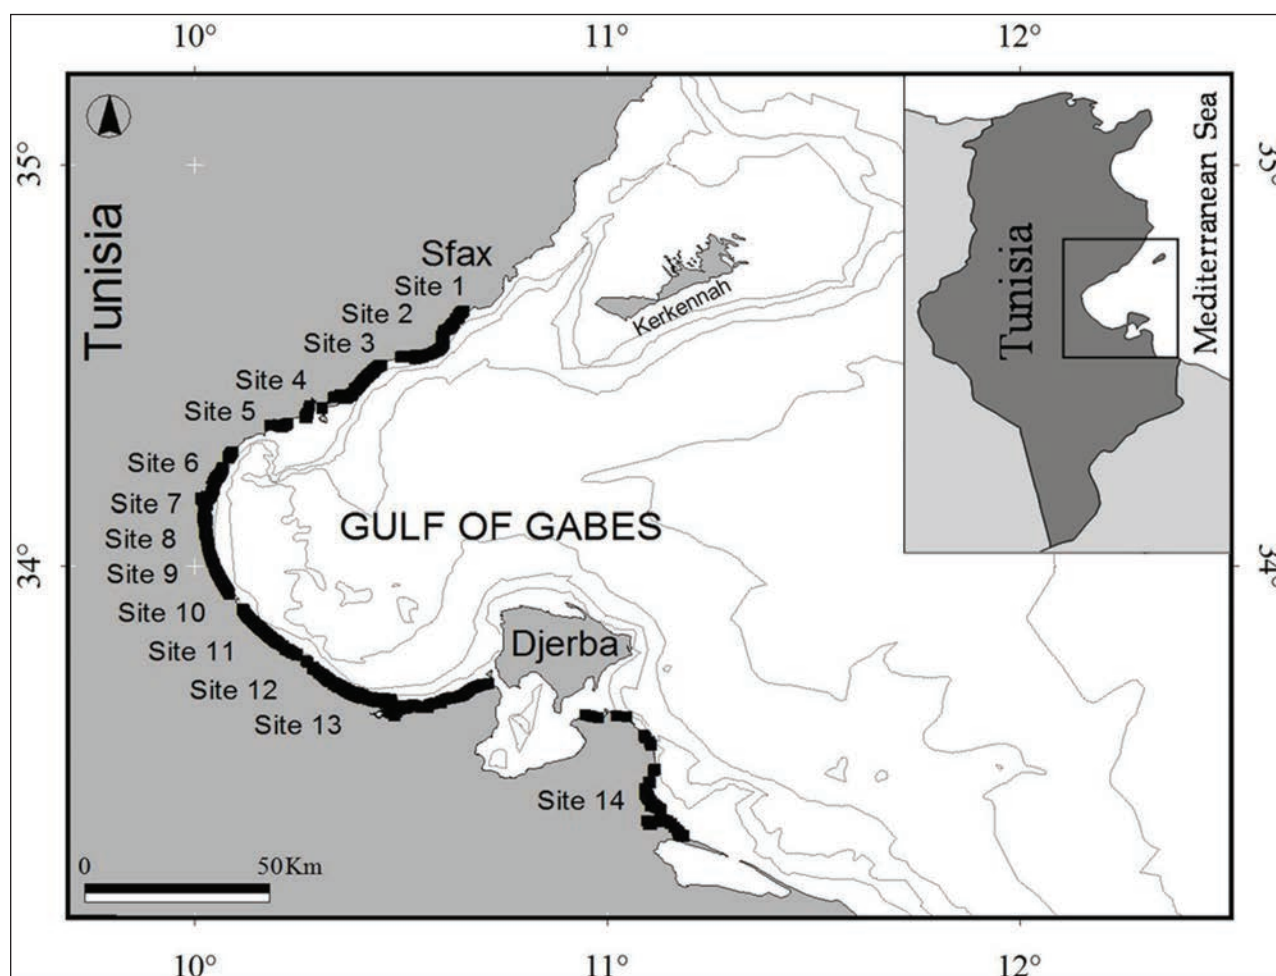 10°
11°
12°
35°
35°
Tunisia
Mediterranean Sea
Tunisia
Sfax
Site 1
Site 2
Kerkennah
Site 3
Site 4
Site 5
Site 6
Site 7
GULF OF GABES
Site 8
34°
34°
Site 9
Site 10
Djerba
Site 11
Site 12
Site 13
Site 14
0
50 Km
10°
11°
12°